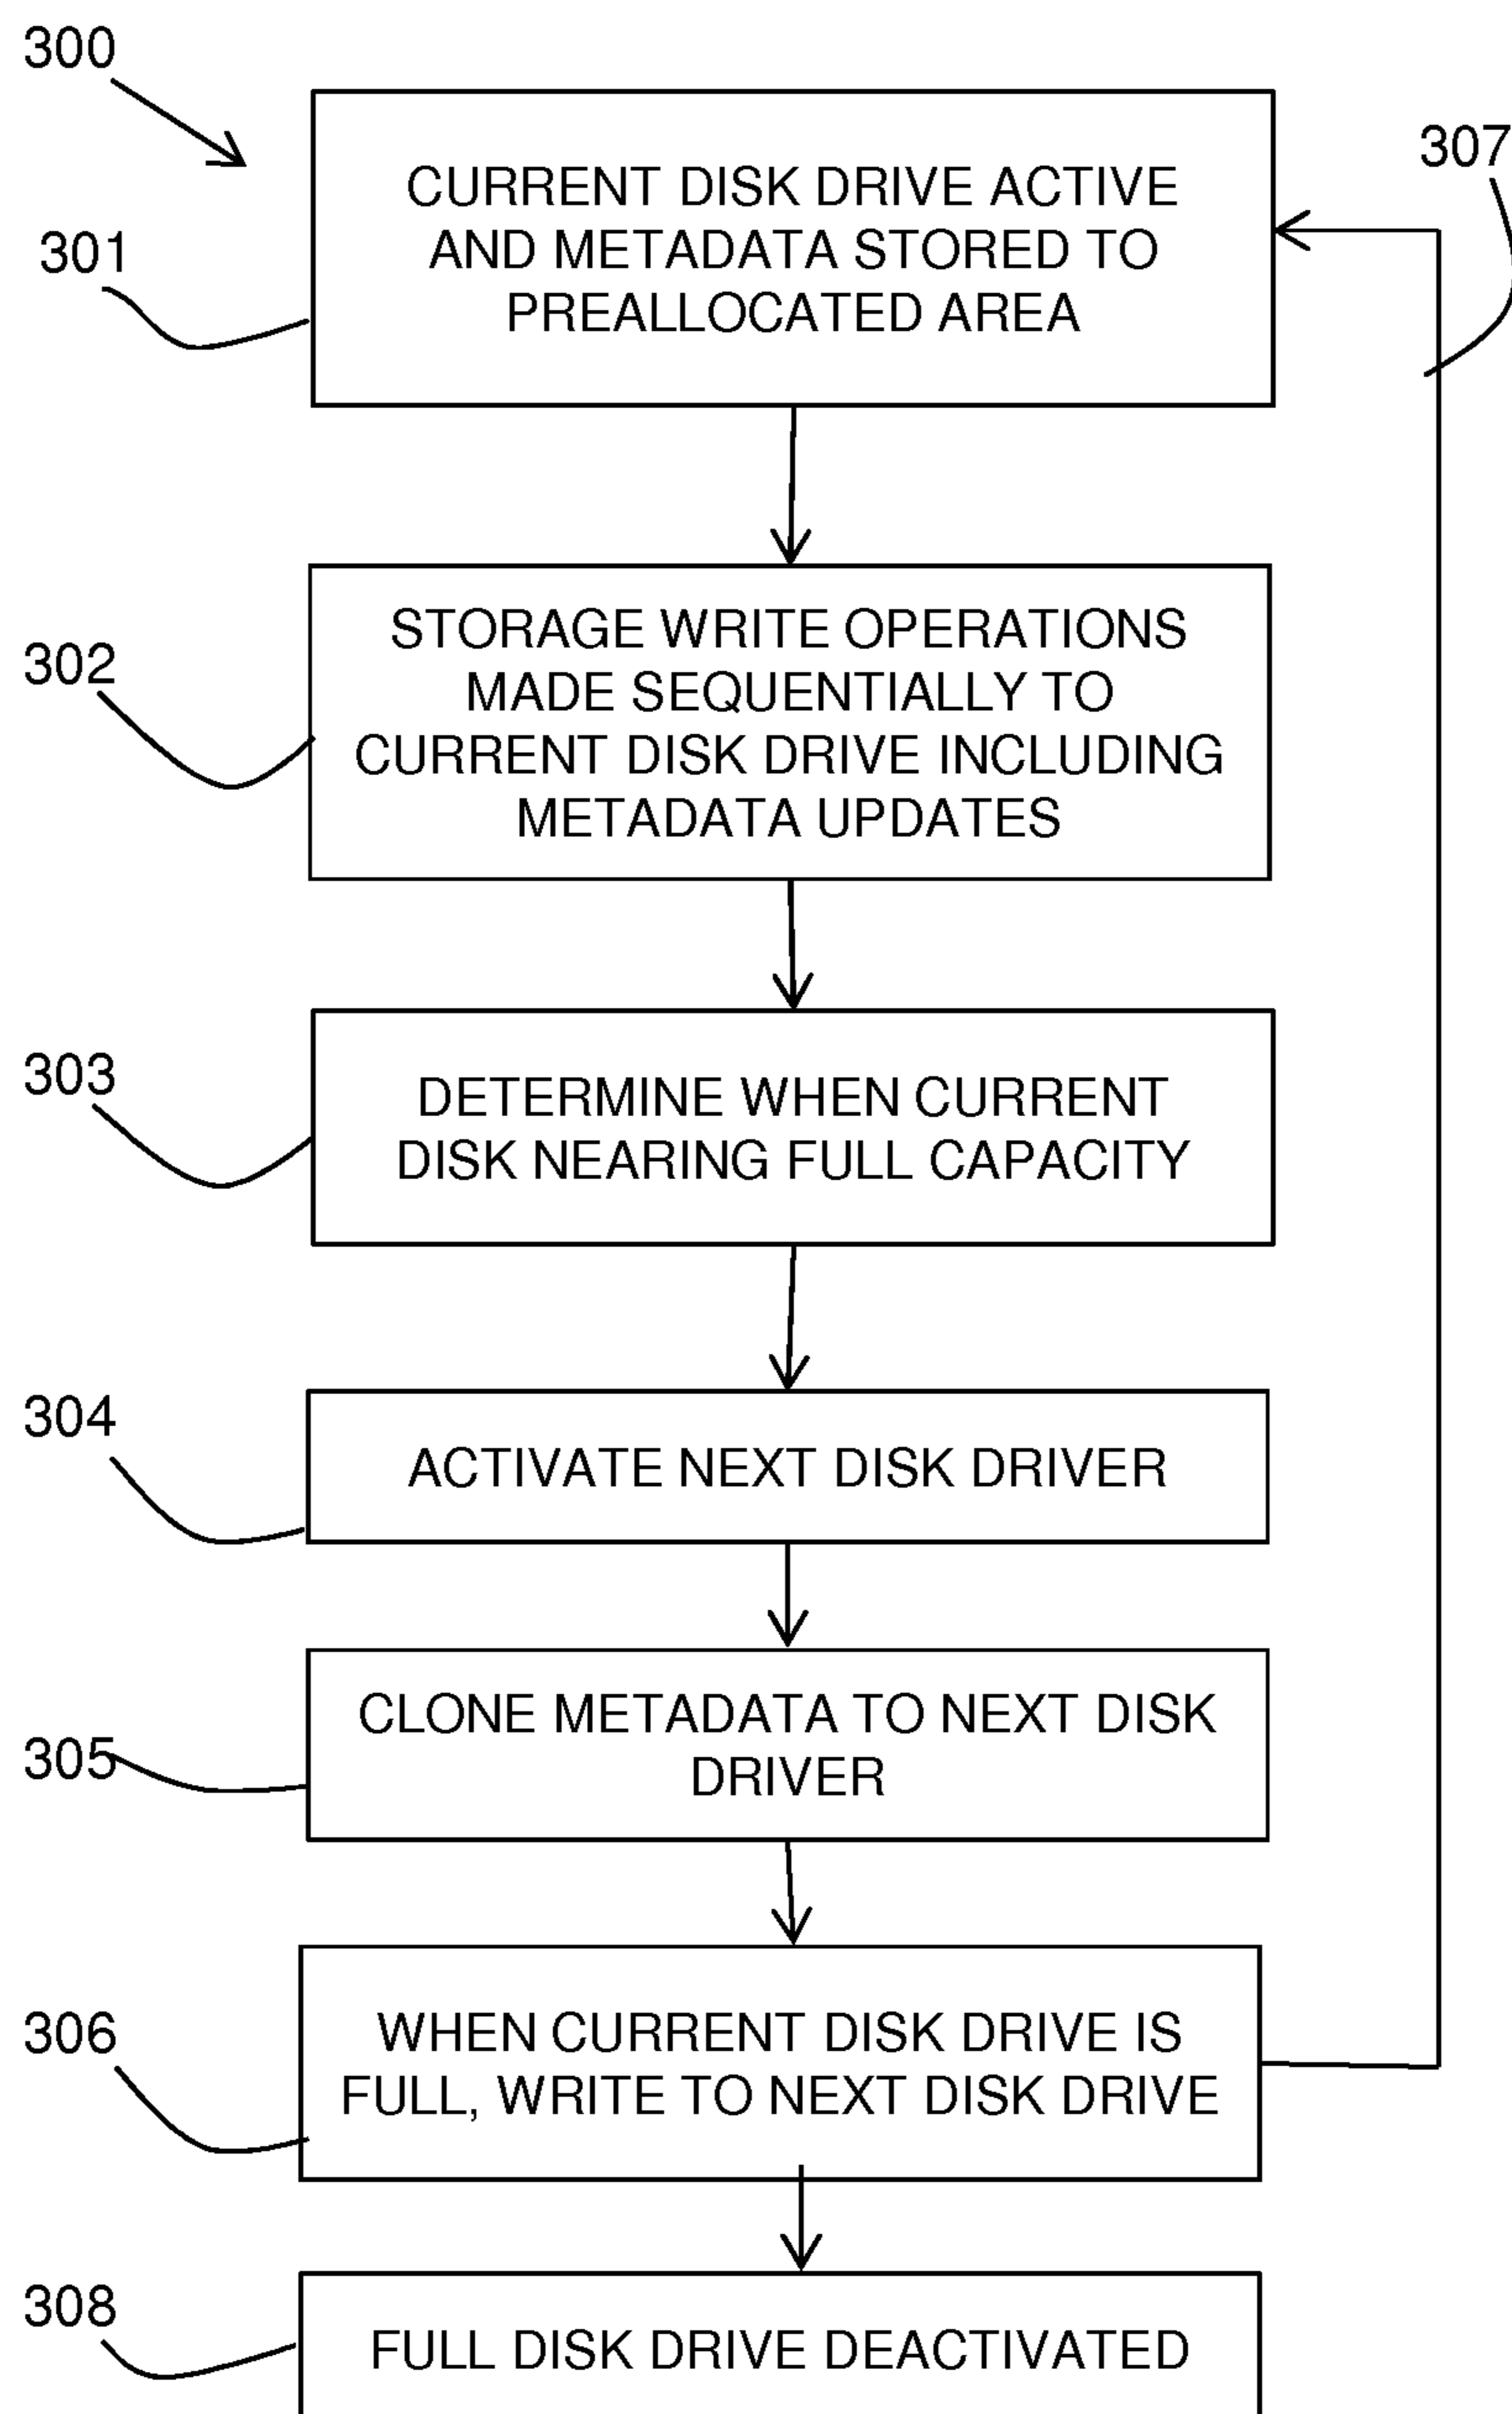 300
307
CURRENT DISK DRIVE ACTIVE
AND METADATA STORED TO
PREALLOCATED AREA
301
302
STORAGE WRITE OPERATIONS
MADE SEQUENTIALLY TO
CURRENT DISK DRIVE INCLUDING
METADATA UPDATES
303
DETERMINE WHEN CURRENT
DISK NEARING FULL CAPACITY
304
ACTIVATE NEXT DISK DRIVER
305
CLONE METADATA TO NEXT DISK
DRIVER
306
WHEN CURRENT DISK DRIVE IS
FULL, WRITE TO NEXT DISK DRIVE
308
FULL DISK DRIVE DEACTIVATED